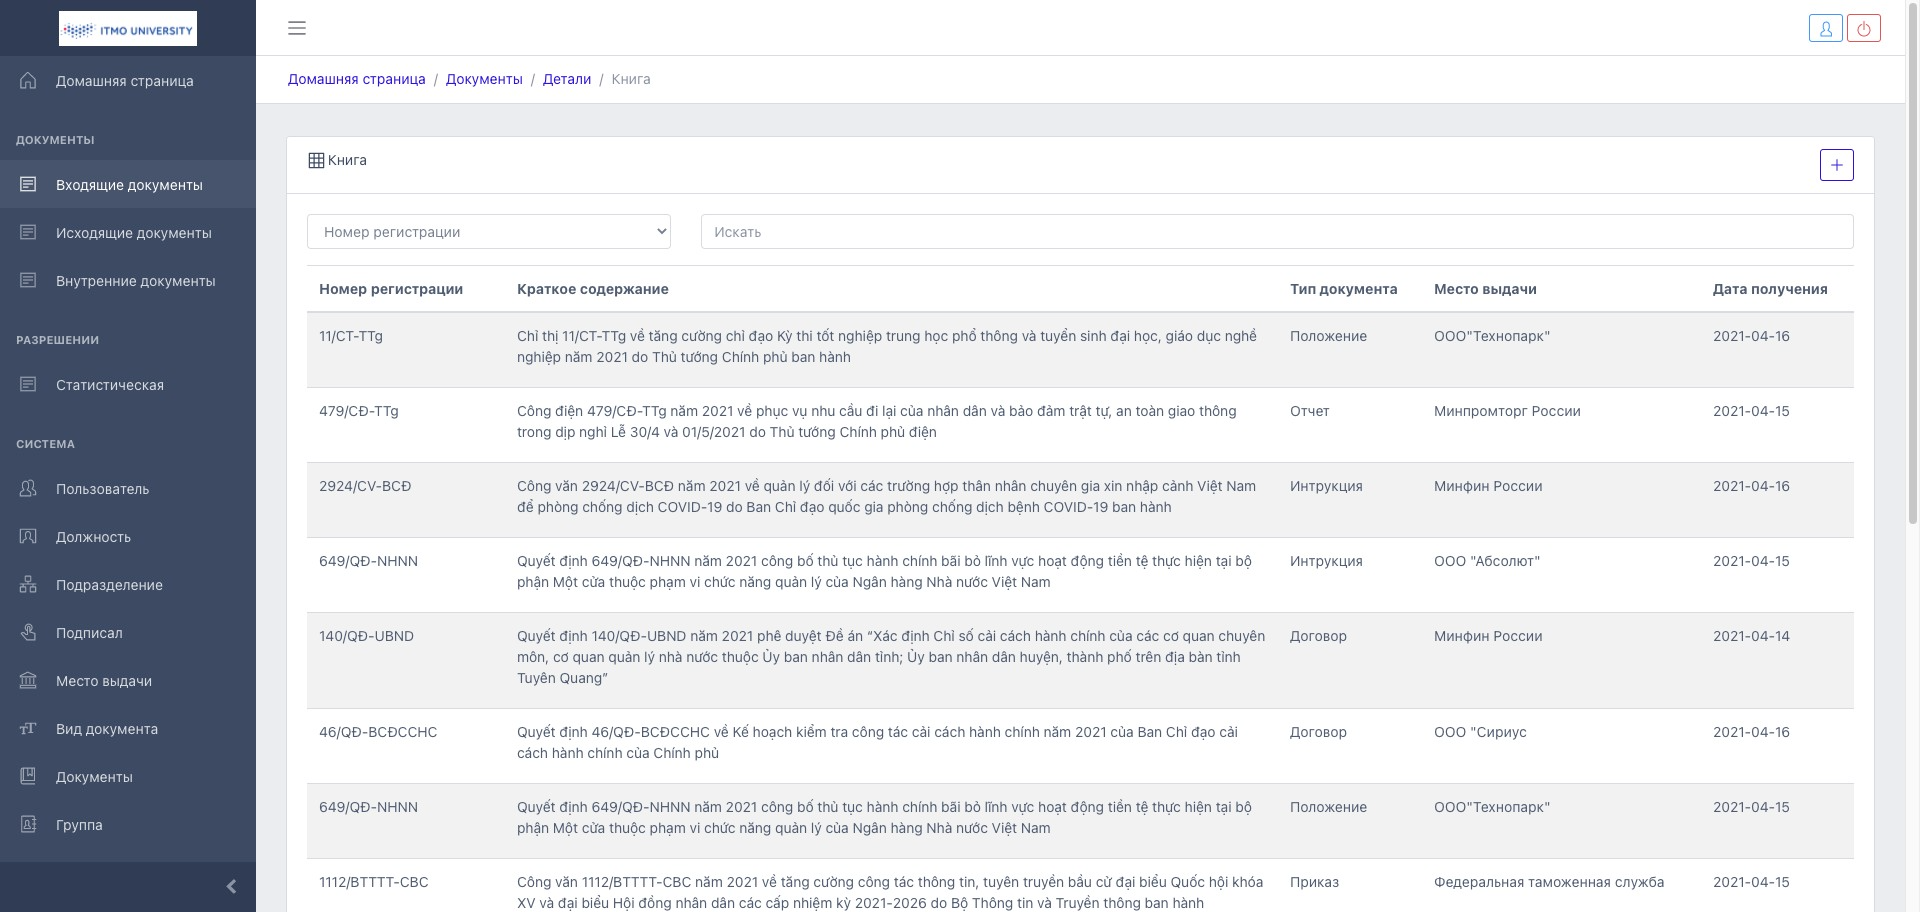 ITMO UNIVERSITY
Домашняя страница
ДОКУМЕНТЫ
Входящие документы
Исходящие документы
Внутренние документы
РАЗРЕШЕНИИ
Статистическая
СИСТЕМА
Пользователь
Должность
Подразделение
Подписал
Место выдачи
Вид документа
Документы
Группа
Домашняя страница / Документы / Детали / Книга
Книга
Номер регистрации
Искать
Номер регистрации Краткое содержание Тип документа Место выдачи Дата получения
11/CT-TTg Chỉ thị 11/CT-TTg về tăng cường chỉ đạo Kỳ thi tốt nghiệp trung học phổ thông và tuyển sinh đại học, giáo dục nghề Положение ООО"Технопарк" 2021-04-16
nghiệp năm 2021 do Thủ tướng Chính phủ ban hành
479/CĐ-TTg Công điện 479/CĐ-TTg năm 2021 về phục vụ nhu cầu đi lại của nhân dân và bảo đảm trật tự, an toàn giao thông Отчет Минпромторг России 2021-04-15
trong dịp nghỉ Lễ 30/4 và 01/5/2021 do Thủ tướng Chính phủ điện
2924/CV-BCĐ Công văn 2924/CV-BCĐ năm 2021 về quản lý đối với các trường hợp thân nhân chuyên gia xin nhập cảnh Việt Nam Интрукция Минфин России 2021-04-16
để phòng chống dịch COVID-19 do Ban Chỉ đạo quốc gia phòng chống dịch bệnh COVID-19 ban hành
649/QĐ-NHNN Quyết định 649/QĐ-NHNN năm 2021 công bố thủ tục hành chính bãi bỏ lĩnh vực hoạt động tiền tệ thực hiện tại bộ Интрукция ООО "Абсолют" 2021-04-15
phận Một cửa thuộc phạm vi chức năng quản lý của Ngân hàng Nhà nước Việt Nam
140/QĐ-UBND Quyết định 140/QĐ-UBND năm 2021 phê duyệt Đề án “Xác định Chỉ số cải cách hành chính của các cơ quan chuyên Договор Минфин России 2021-04-14
môn, cơ quan quản lý nhà nước thuộc Ủy ban nhân dân tỉnh; Ủy ban nhân dân huyện, thành phố trên địa bàn tỉnh
Tuyên Quang”
46/QĐ-BCĐCCHC Quyết định 46/QĐ-BCĐCCHC về Kế hoạch kiểm tra công tác cải cách hành chính năm 2021 của Ban Chỉ đạo cải Договор ООО "Сириус 2021-04-16
cách hành chính của Chính phủ
649/QĐ-NHNN Quyết định 649/QĐ-NHNN năm 2021 công bố thủ tục hành chính bãi bỏ lĩnh vực hoạt động tiền tệ thực hiện tại bộ Положение ООО"Технопарк" 2021-04-15
phận Một cửa thuộc phạm vi chức năng quản lý của Ngân hàng Nhà nước Việt Nam
1112/BTTTT-CBC Công văn 1112/BTTTT-CBC năm 2021 về tăng cường công tác thông tin, tuyên truyền bầu cử đại biểu Quốc hội khóa Приказ Федеральная таможенная служба 2021-04-15
XV và đại biểu Hội đồng nhân dân các cấp nhiệm kỳ 2021-2026 do Bộ Thông tin và Truyền thông ban hành